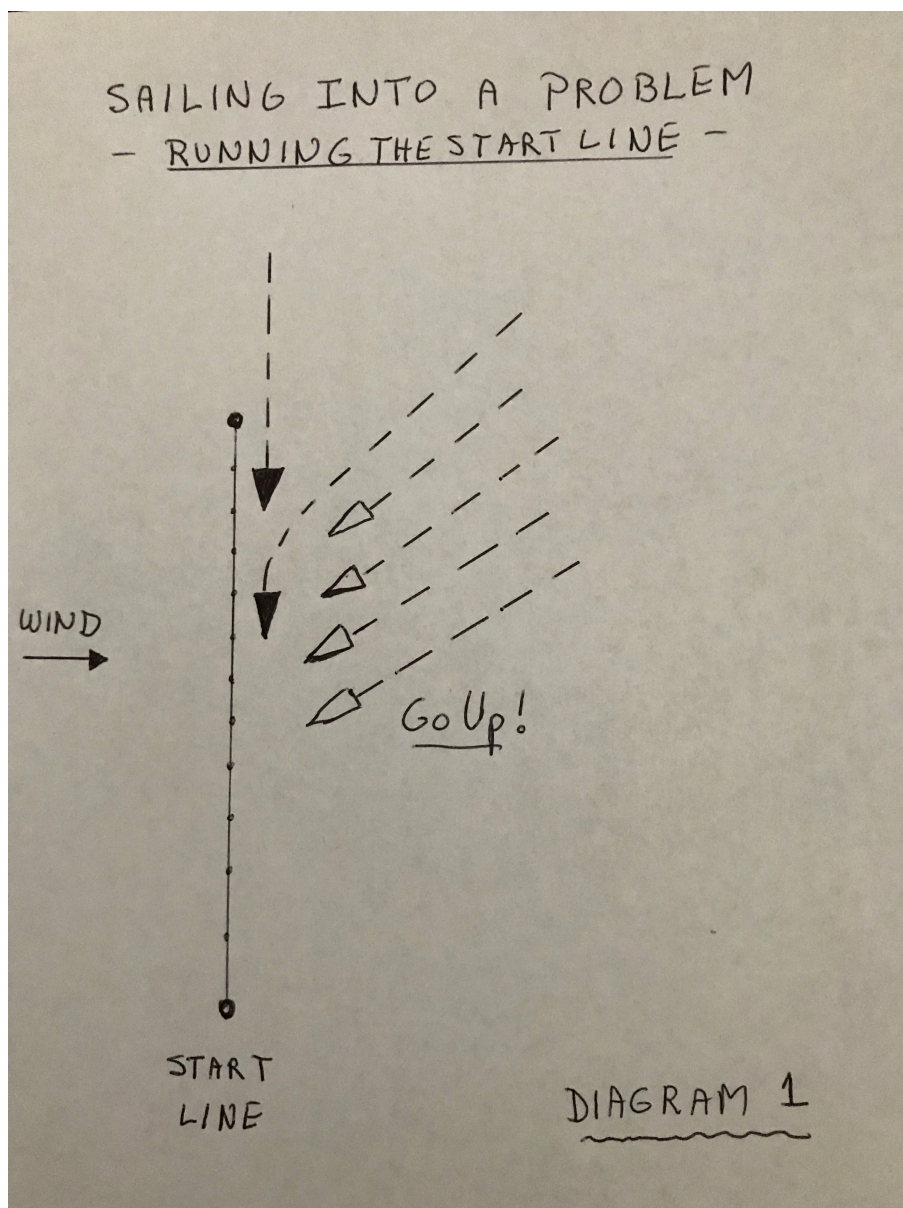 SAILING INTO A PROBLEM
- RUNNING THE START LINE -
WIND
Go Up!
START
LINE
DIAGRAM 1